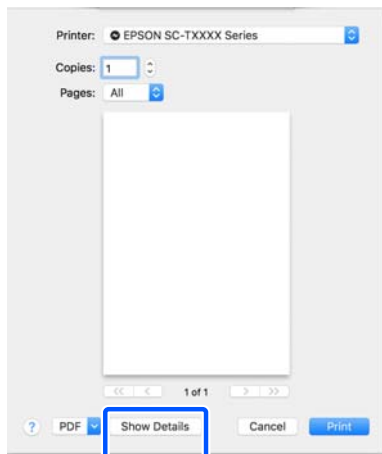 Printer: EPSON SC-TXXXX Series
Copies: 1
Pages: All
<< < 1 of 1 > >>
? PDF Show Details Cancel Print